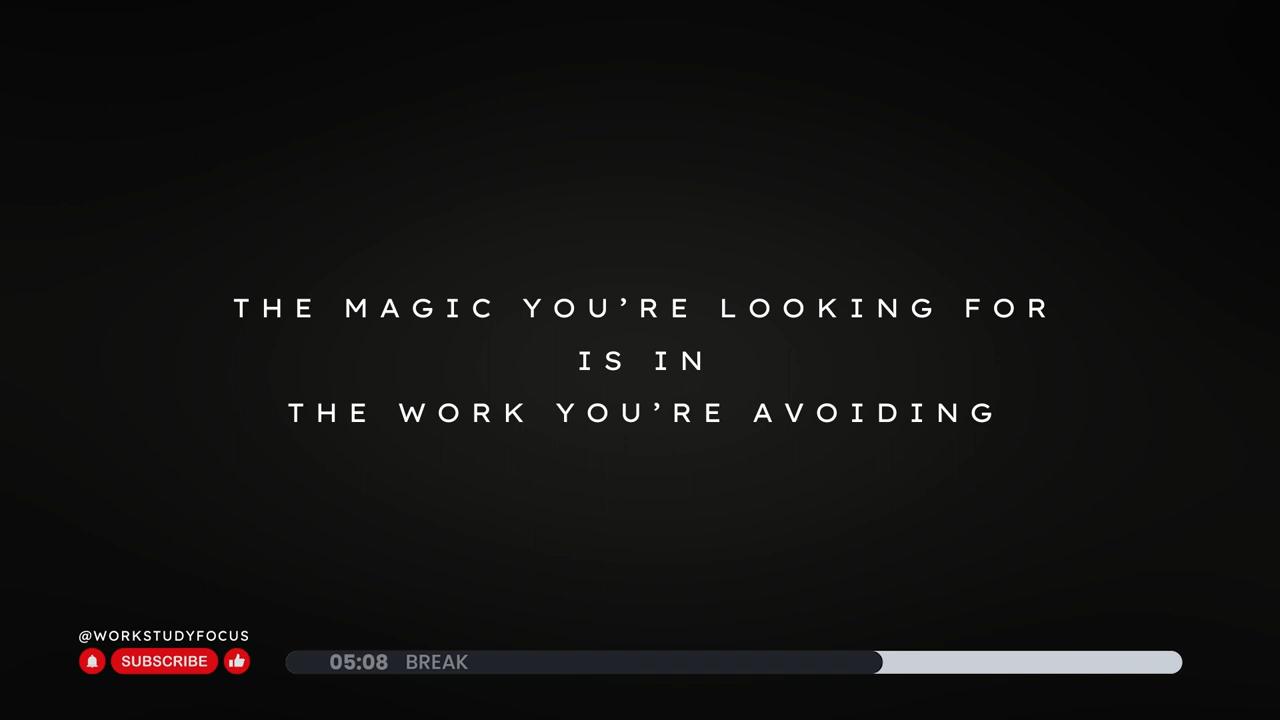 THE MAGIC YOU’RE LOOKING FOR
IS IN
THE WORK YOU’RE AVOIDING
@WORKSTUDYFOCUS
SUBSCRIBE
05:08 BREAK